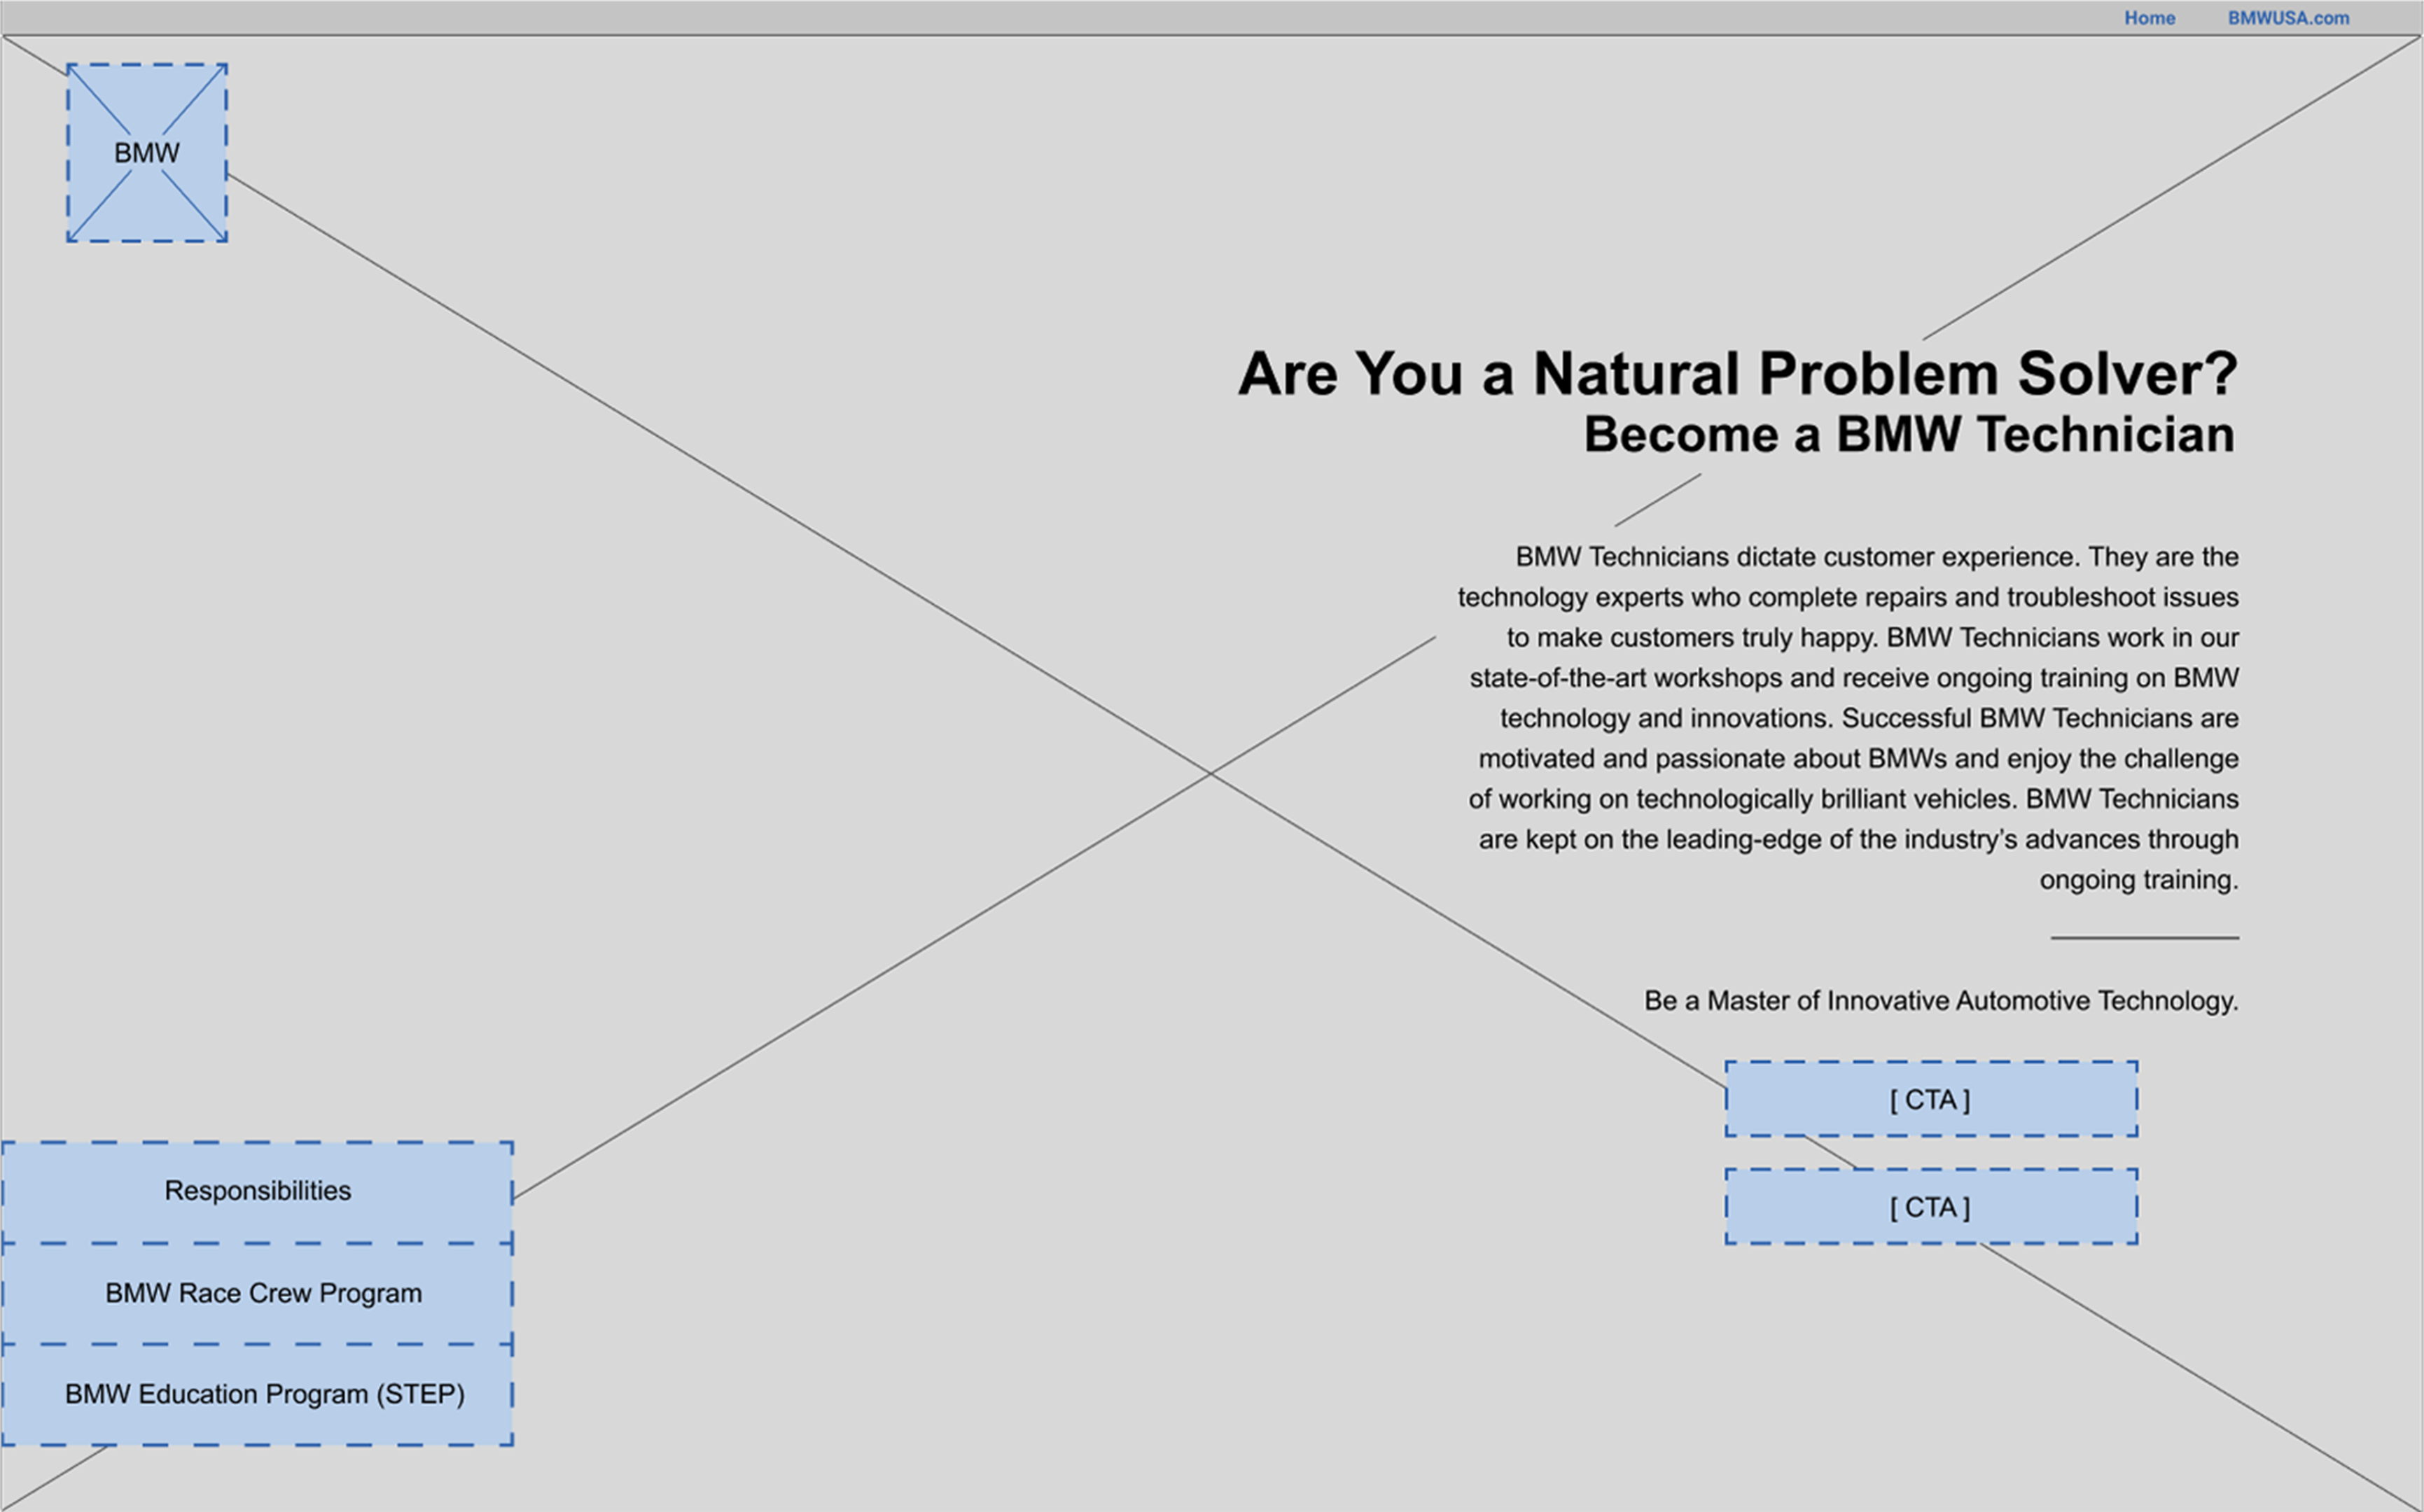 Home BMWUSA.com
BMW
Are You a Natural Problem Solver?
Become a BMW Technician
BMW Technicians dictate customer experience. They are the
technology experts who complete repairs and troubleshoot issues
to make customers truly happy. BMW Technicians work in our
state-of-the-art workshops and receive ongoing training on BMW
technology and innovations. Successful BMW Technicians are
motivated and passionate about BMWs and enjoy the challenge
of working on technologically brilliant vehicles. BMW Technicians
are kept on the leading-edge of the industry’s advances through
ongoing training.
Be a Master of Innovative Automotive Technology.
[ CTA ]
[ CTA ]
Responsibilities
BMW Race Crew Program
BMW Education Program (STEP)